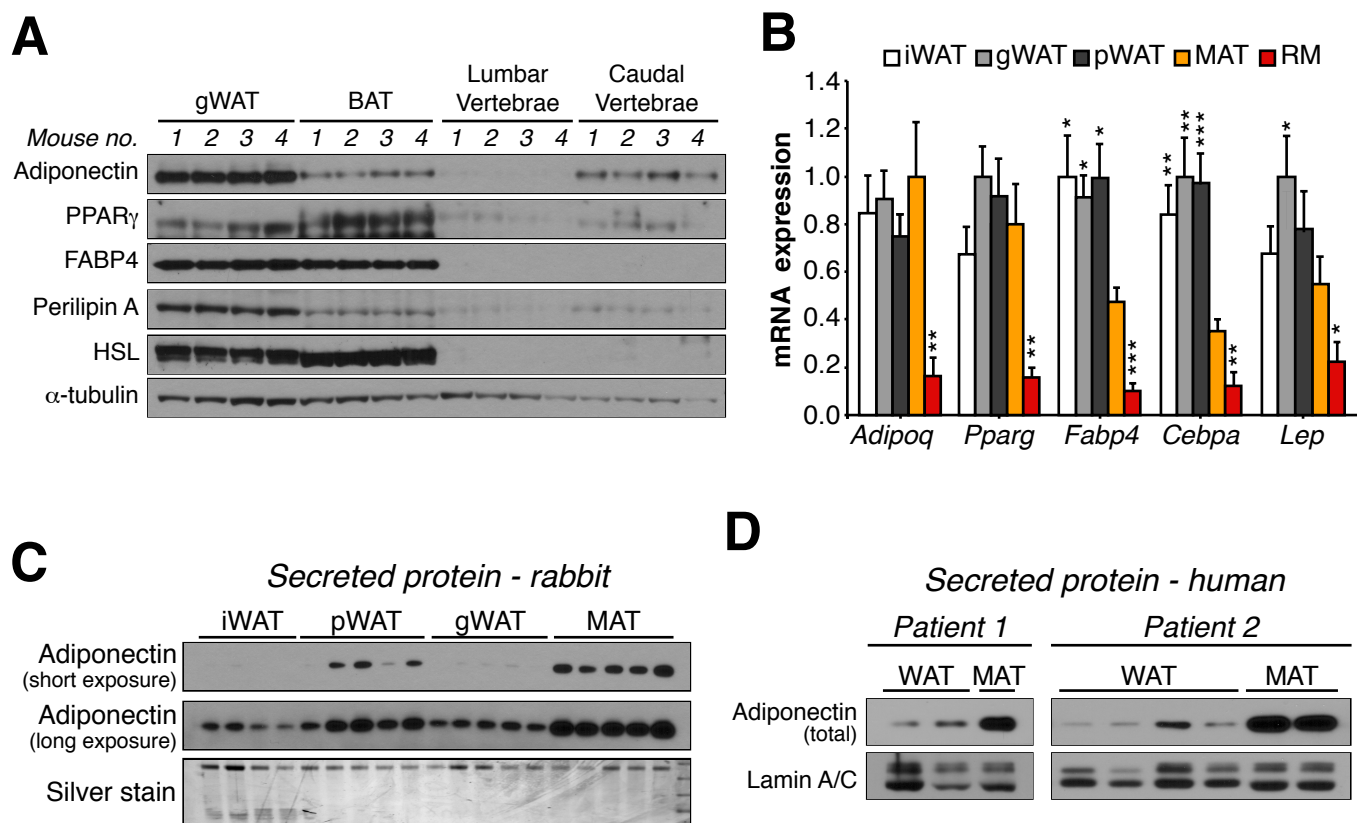 A
gWAT BAT Lumbar Vertebrae Caudal Vertebrae
Mouse no. 1 2 3 4 1 2 3 4 1 2 3 4 1 2 3 4
Adiponectin
PPARγ
FABP4
Perilipin A
HSL
α-tubulin
B
iWAT gWAT pWAT MAT RM
mRNA expression
1.4
1.2
1.0
0.8
0.6
0.4
0.2
0.0
* * * ** ** *** *
** ** *** ** *
Adipoq Pparg Fabp4 Cebpa Lep
C
Secreted protein - rabbit
iWAT pWAT gWAT MAT
Adiponectin
(short exposure)
Adiponectin
(long exposure)
Silver stain
D
Secreted protein - human
Patient 1 Patient 2
WAT MAT WAT MAT
Adiponectin
(total)
Lamin A/C